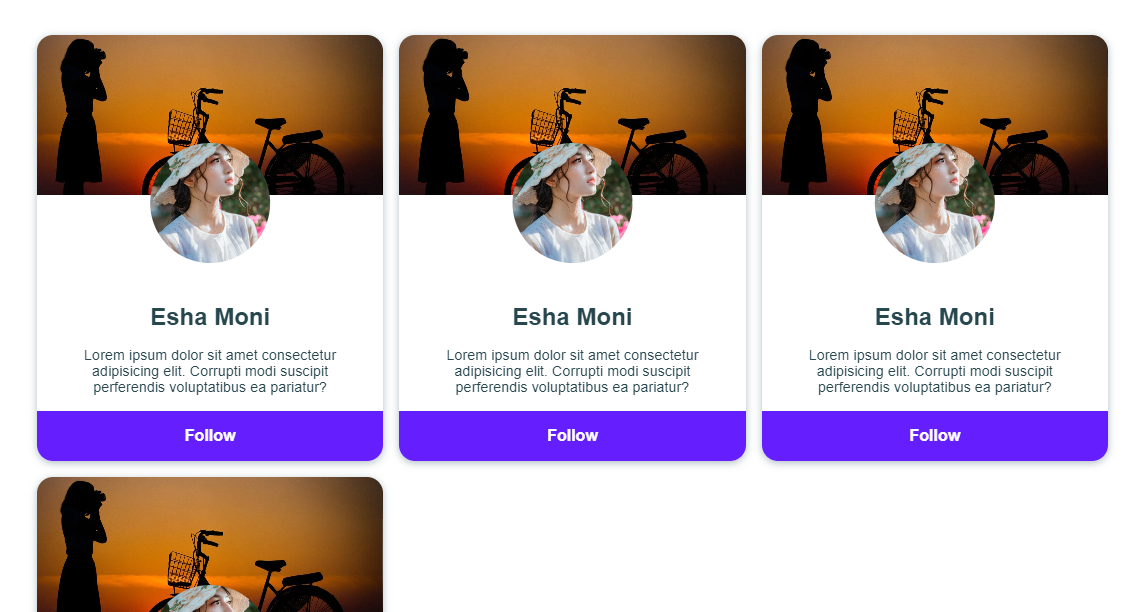 Esha Moni
Lorem ipsum dolor sit amet consectetur
adipisicing elit. Corrupti modi suscipit
perferendis voluptatibus ea pariatur?
Follow
Esha Moni
Lorem ipsum dolor sit amet consectetur
adipisicing elit. Corrupti modi suscipit
perferendis voluptatibus ea pariatur?
Follow
Esha Moni
Lorem ipsum dolor sit amet consectetur
adipisicing elit. Corrupti modi suscipit
perferendis voluptatibus ea pariatur?
Follow